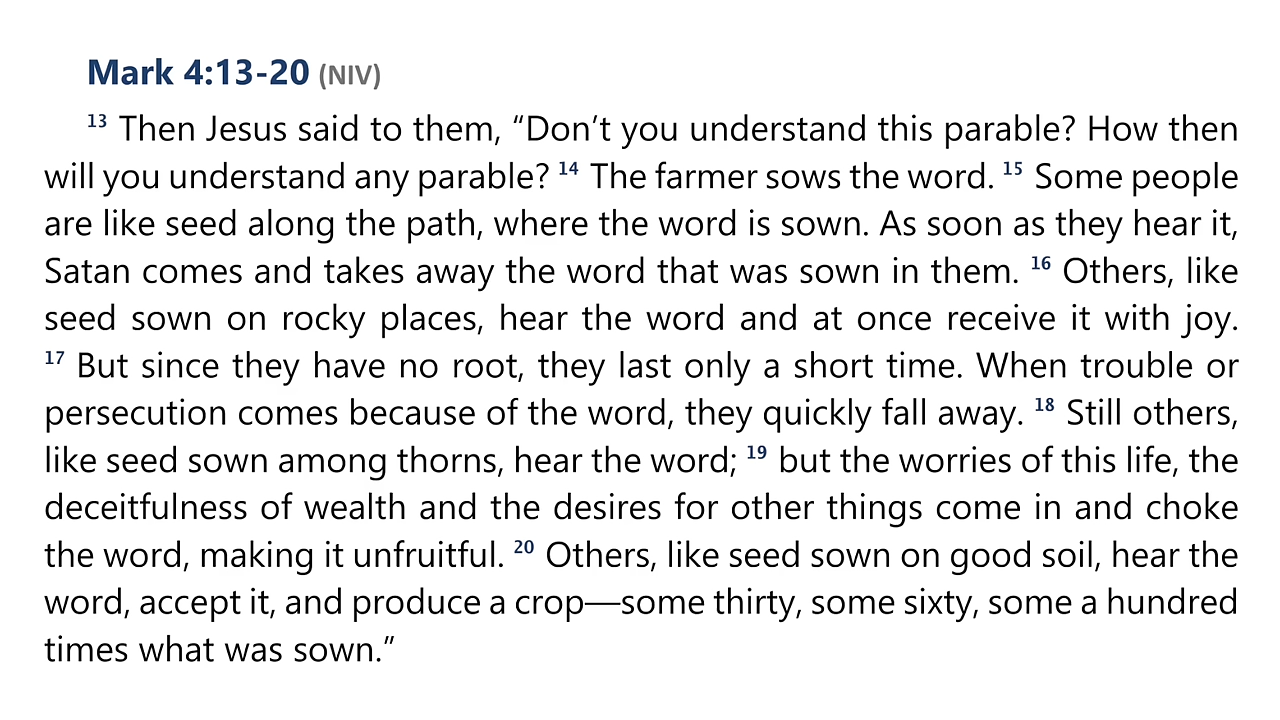 Mark 4:13-20 (NIV)
13 Then Jesus said to them, “Don’t you understand this parable? How then
will you understand any parable? 14 The farmer sows the word. 15 Some people
are like seed along the path, where the word is sown. As soon as they hear it,
Satan comes and takes away the word that was sown in them. 16 Others, like
seed sown on rocky places, hear the word and at once receive it with joy.
17 But since they have no root, they last only a short time. When trouble or
persecution comes because of the word, they quickly fall away. 18 Still others,
like seed sown among thorns, hear the word; 19 but the worries of this life, the
deceitfulness of wealth and the desires for other things come in and choke
the word, making it unfruitful. 20 Others, like seed sown on good soil, hear the
word, accept it, and produce a crop—some thirty, some sixty, some a hundred
times what was sown.”